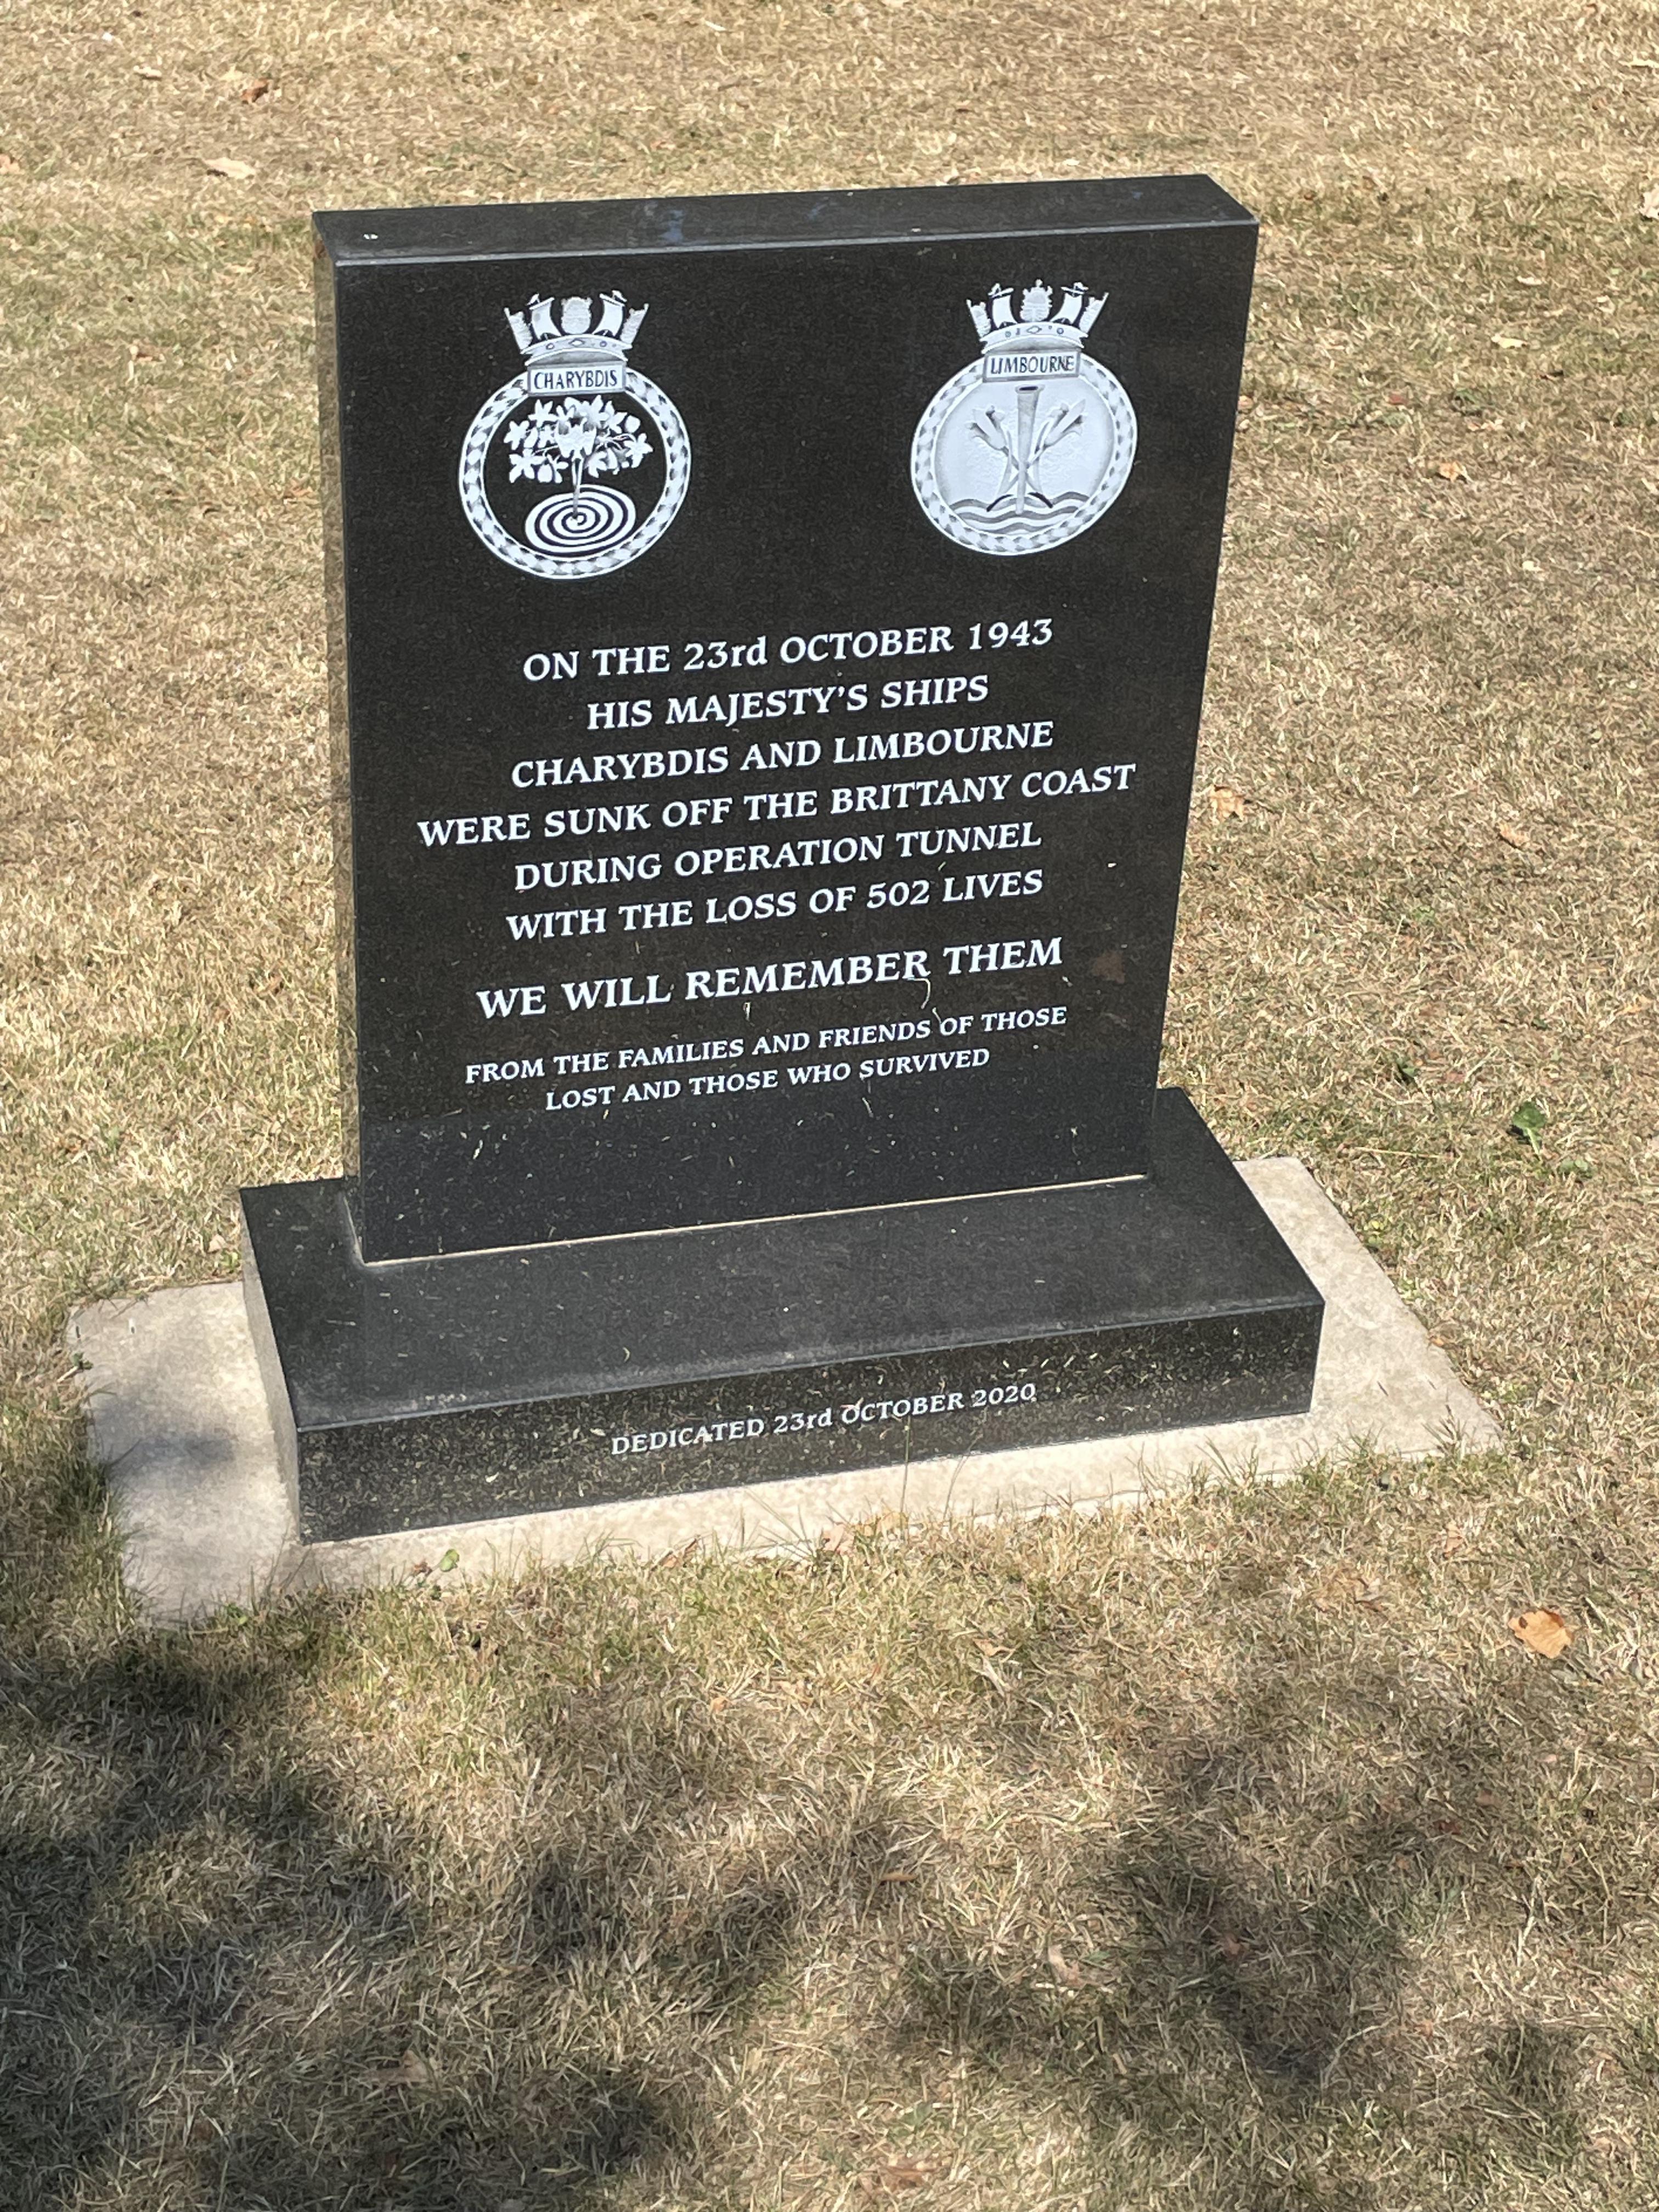 CHARYBDIS
LIMBOURNE
ON THE 23rd OCTOBER 1943
HIS MAJESTY'S SHIPS
CHARYBDIS AND LIMBOURNE
WERE SUNK OFF THE BRITTANY COAST
DURING OPERATION TUNNEL
WITH THE LOSS OF 502 LIVES
WE WILL REMEMBER THEM
FROM THE FAMILIES AND FRIENDS OF THOSE
LOST AND THOSE WHO SURVIVED
DEDICATED 23rd OCTOBER 2020